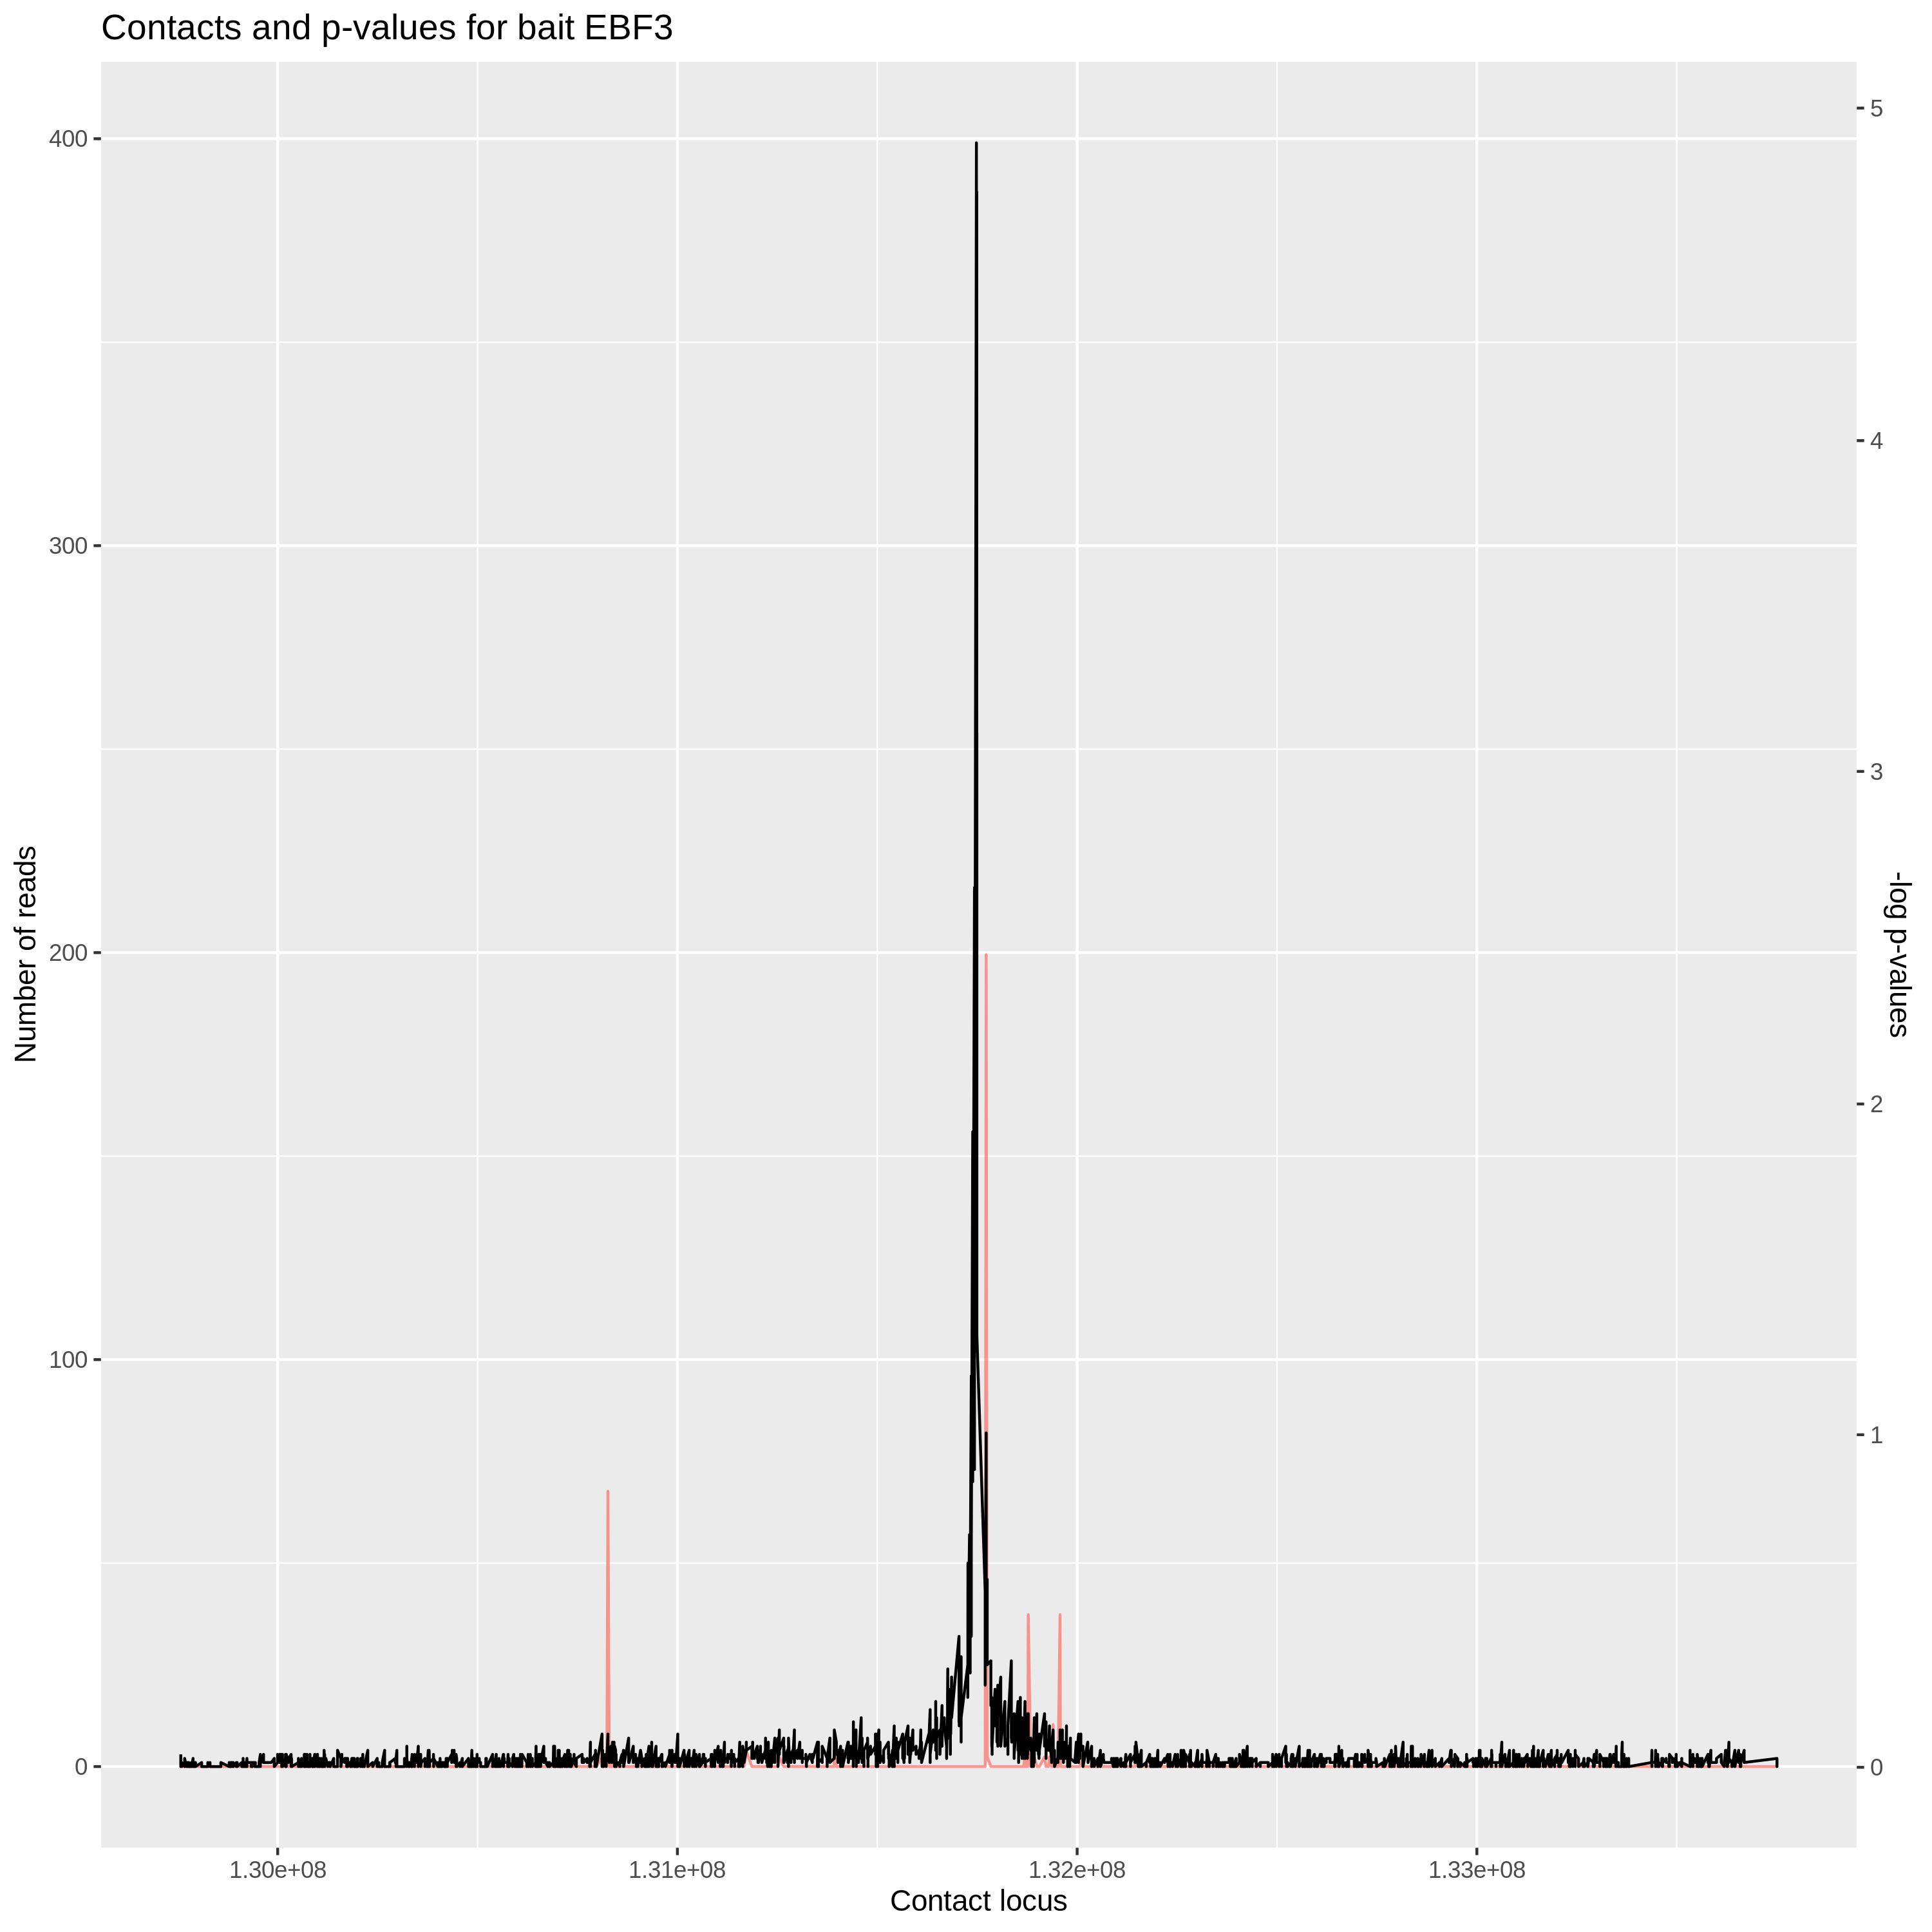 Contacts and p-values for bait EBF3
400
300
200
100
0
Number of reads
5
4
3
2
1
0
-log p-values
1.30e+08
1.31e+08
1.32e+08
1.33e+08
Contact locus